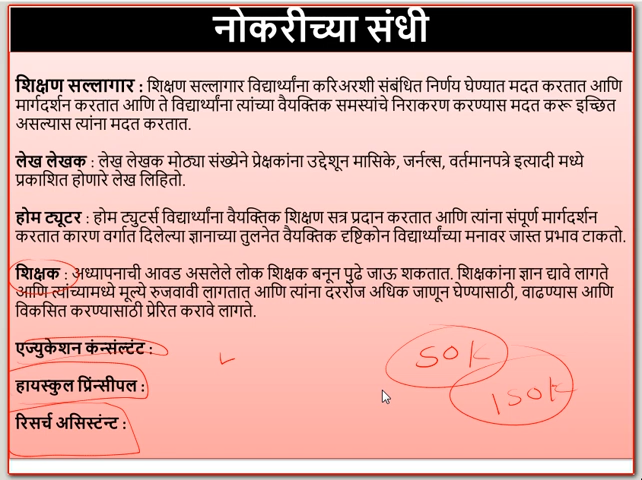 नोकरीच्या संधी
शिक्षण सल्लागार : शिक्षण सल्लागार विद्यार्थ्यांना करिअरशी संबंधित निर्णय घेण्यात मदत करतात आणि
मार्गदर्शन करतात आणि ते विद्यार्थ्यांना त्यांच्या वैयक्तिक समस्यांचे निराकरण करण्यास मदत करू इच्छित
असल्यास त्यांना मदत करतात.
लेख लेखक : लेख लेखक मोठ्या संख्येने प्रेक्षकांना उद्देशून मासिके, जर्नल्स, वर्तमानपत्रे इत्यादी मध्ये
प्रकाशित होणारे लेख लिहितो.
होम ट्यूटर : होम ट्युटर्स विद्यार्थ्यांना वैयक्तिक शिक्षण सत्र प्रदान करतात आणि त्यांना संपूर्ण मार्गदर्शन
करतात कारण वर्गात दिलेल्या ज्ञानाच्या तुलनेत वैयक्तिक दृष्टिकोन विद्यार्थ्यांच्या मनावर जास्त प्रभाव टाकतो.
शिक्षक : अध्यापनाची आवड असलेले लोक शिक्षक बनून पुढे जाऊ शकतात. शिक्षकांना ज्ञान द्यावे लागते
आणि त्यांच्यामध्ये मूल्ये रुजवावी लागतात आणि त्यांना दररोज अधिक जाणून घेण्यासाठी, वाढण्यास आणि
विकसित करण्यासाठी प्रेरित करावे लागते.
एज्युकेशन कंन्संल्टंट :
50K
हायस्कुल प्रिंन्सीपल :
150K
रिसर्च असिस्टंन्ट :